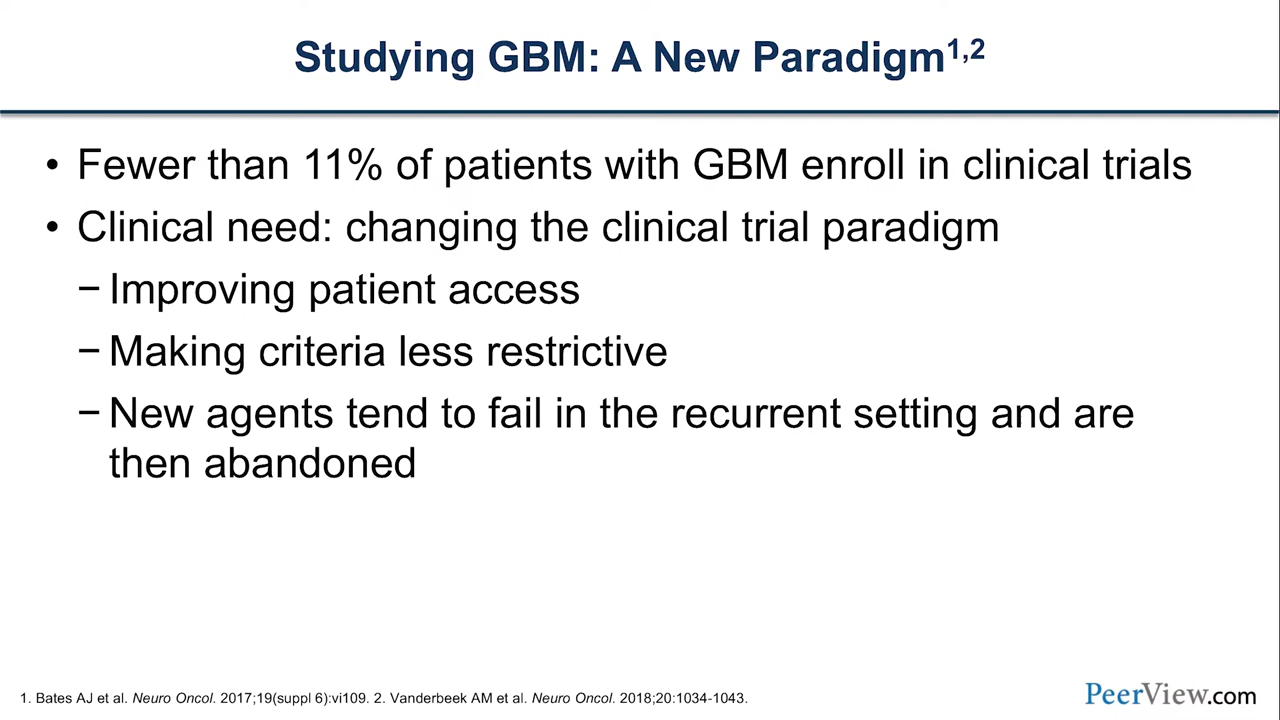 Studying GBM: A New Paradigm1,2
• Fewer than 11% of patients with GBM enroll in clinical trials
• Clinical need: changing the clinical trial paradigm
− Improving patient access
− Making criteria less restrictive
− New agents tend to fail in the recurrent setting and are
then abandoned
1. Bates AJ et al. Neuro Oncol. 2017;19(suppl 6):vi109. 2. Vanderbeek AM et al. Neuro Oncol. 2018;20:1034-1043.
PeerView.com